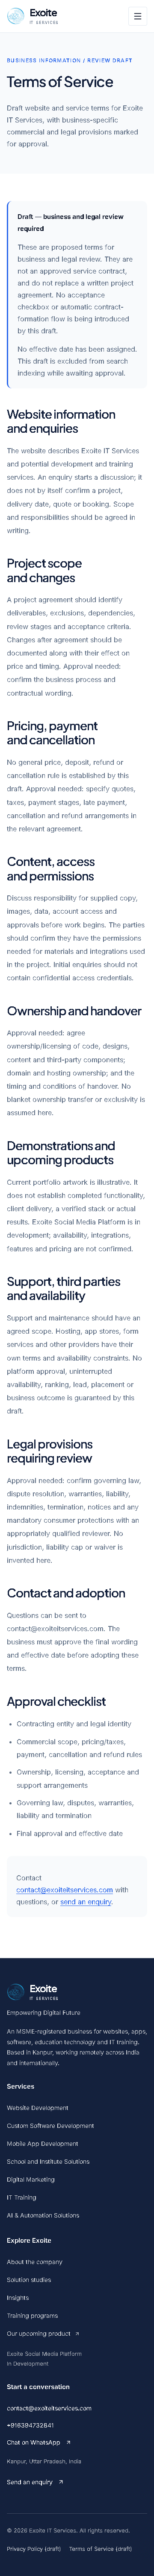 Exoite
IT SERVICES
BUSINESS INFORMATION / REVIEW DRAFT
Terms of Service
Draft website and service terms for Exoite
IT Services, with business-specific
commercial and legal provisions marked
for approval.
Draft — business and legal review
required
These are proposed terms for
business and legal review. They are
not an approved service contract,
and do not replace a written project
agreement. No acceptance
checkbox or automatic contract-
formation flow is being introduced
by this draft.
No effective date has been assigned.
This draft is excluded from search
indexing while awaiting approval.
Website information
and enquiries
The website describes Exoite IT Services
and potential development and training
services. An enquiry starts a discussion; it
does not by itself confirm a project,
delivery date, quote or booking. Scope
and responsibilities should be agreed in
writing.
Project scope
and changes
A project agreement should identify
deliverables, exclusions, dependencies,
review stages and acceptance criteria.
Changes after agreement should be
documented along with their effect on
price and timing. Approval needed:
confirm the business process and
contractual wording.
Pricing, payment
and cancellation
No general price, deposit, refund or
cancellation rule is established by this
draft. Approval needed: specify quotes,
taxes, payment stages, late payment,
cancellation and refund arrangements in
the relevant agreement.
Content, access
and permissions
Discuss responsibility for supplied copy,
images, data, account access and
approvals before work begins. The parties
should confirm they have the permissions
needed for materials and integrations used
in the project. Initial enquiries should not
contain confidential access credentials.
Ownership and handover
Approval needed: agree
ownership/licensing of code, designs,
content and third-party components;
domain and hosting ownership; and the
timing and conditions of handover. No
blanket ownership transfer or exclusivity is
assumed here.
Demonstrations and
upcoming products
Current portfolio artwork is illustrative. It
does not establish completed functionality,
client delivery, a verified stack or actual
results. Exoite Social Media Platform is in
development; availability, integrations,
features and pricing are not confirmed.
Support, third parties
and availability
Support and maintenance should have an
agreed scope. Hosting, app stores, form
services and other providers have their
own terms and availability constraints. No
platform approval, uninterrupted
availability, ranking, lead, placement or
business outcome is guaranteed by this
draft.
Legal provisions
requiring review
Approval needed: confirm governing law,
dispute resolution, warranties, liability,
indemnities, termination, notices and any
mandatory consumer protections with an
appropriately qualified reviewer. No
jurisdiction, liability cap or waiver is
invented here.
Contact and adoption
Questions can be sent to
contact@exoiteitservices.com. The
business must approve the final wording
and effective date before adopting these
terms.
Approval checklist
• Contracting entity and legal identity
• Commercial scope, pricing/taxes,
payment, cancellation and refund rules
• Ownership, licensing, acceptance and
support arrangements
• Governing law, disputes, warranties,
liability and termination
• Final approval and effective date
Contact
contact@exoiteitservices.com with
questions, or send an enquiry.
Exoite
IT SERVICES
Empowering Digital Future
An MSME-registered business for websites, apps,
software, education technology and IT training.
Based in Kanpur, working remotely across India
and internationally.
Services
Website Development
Custom Software Development
Mobile App Development
School and Institute Solutions
Digital Marketing
IT Training
AI & Automation Solutions
Explore Exoite
About the company
Solution studies
Insights
Training programs
Our upcoming product ↗
Exoite Social Media Platform
In Development
Start a conversation
contact@exoiteitservices.com
+916394732841
Chat on WhatsApp ↗
Kanpur, Uttar Pradesh, India
Send an enquiry ↗
© 2026 Exoite IT Services. All rights reserved.
Privacy Policy (draft) Terms of Service (draft)